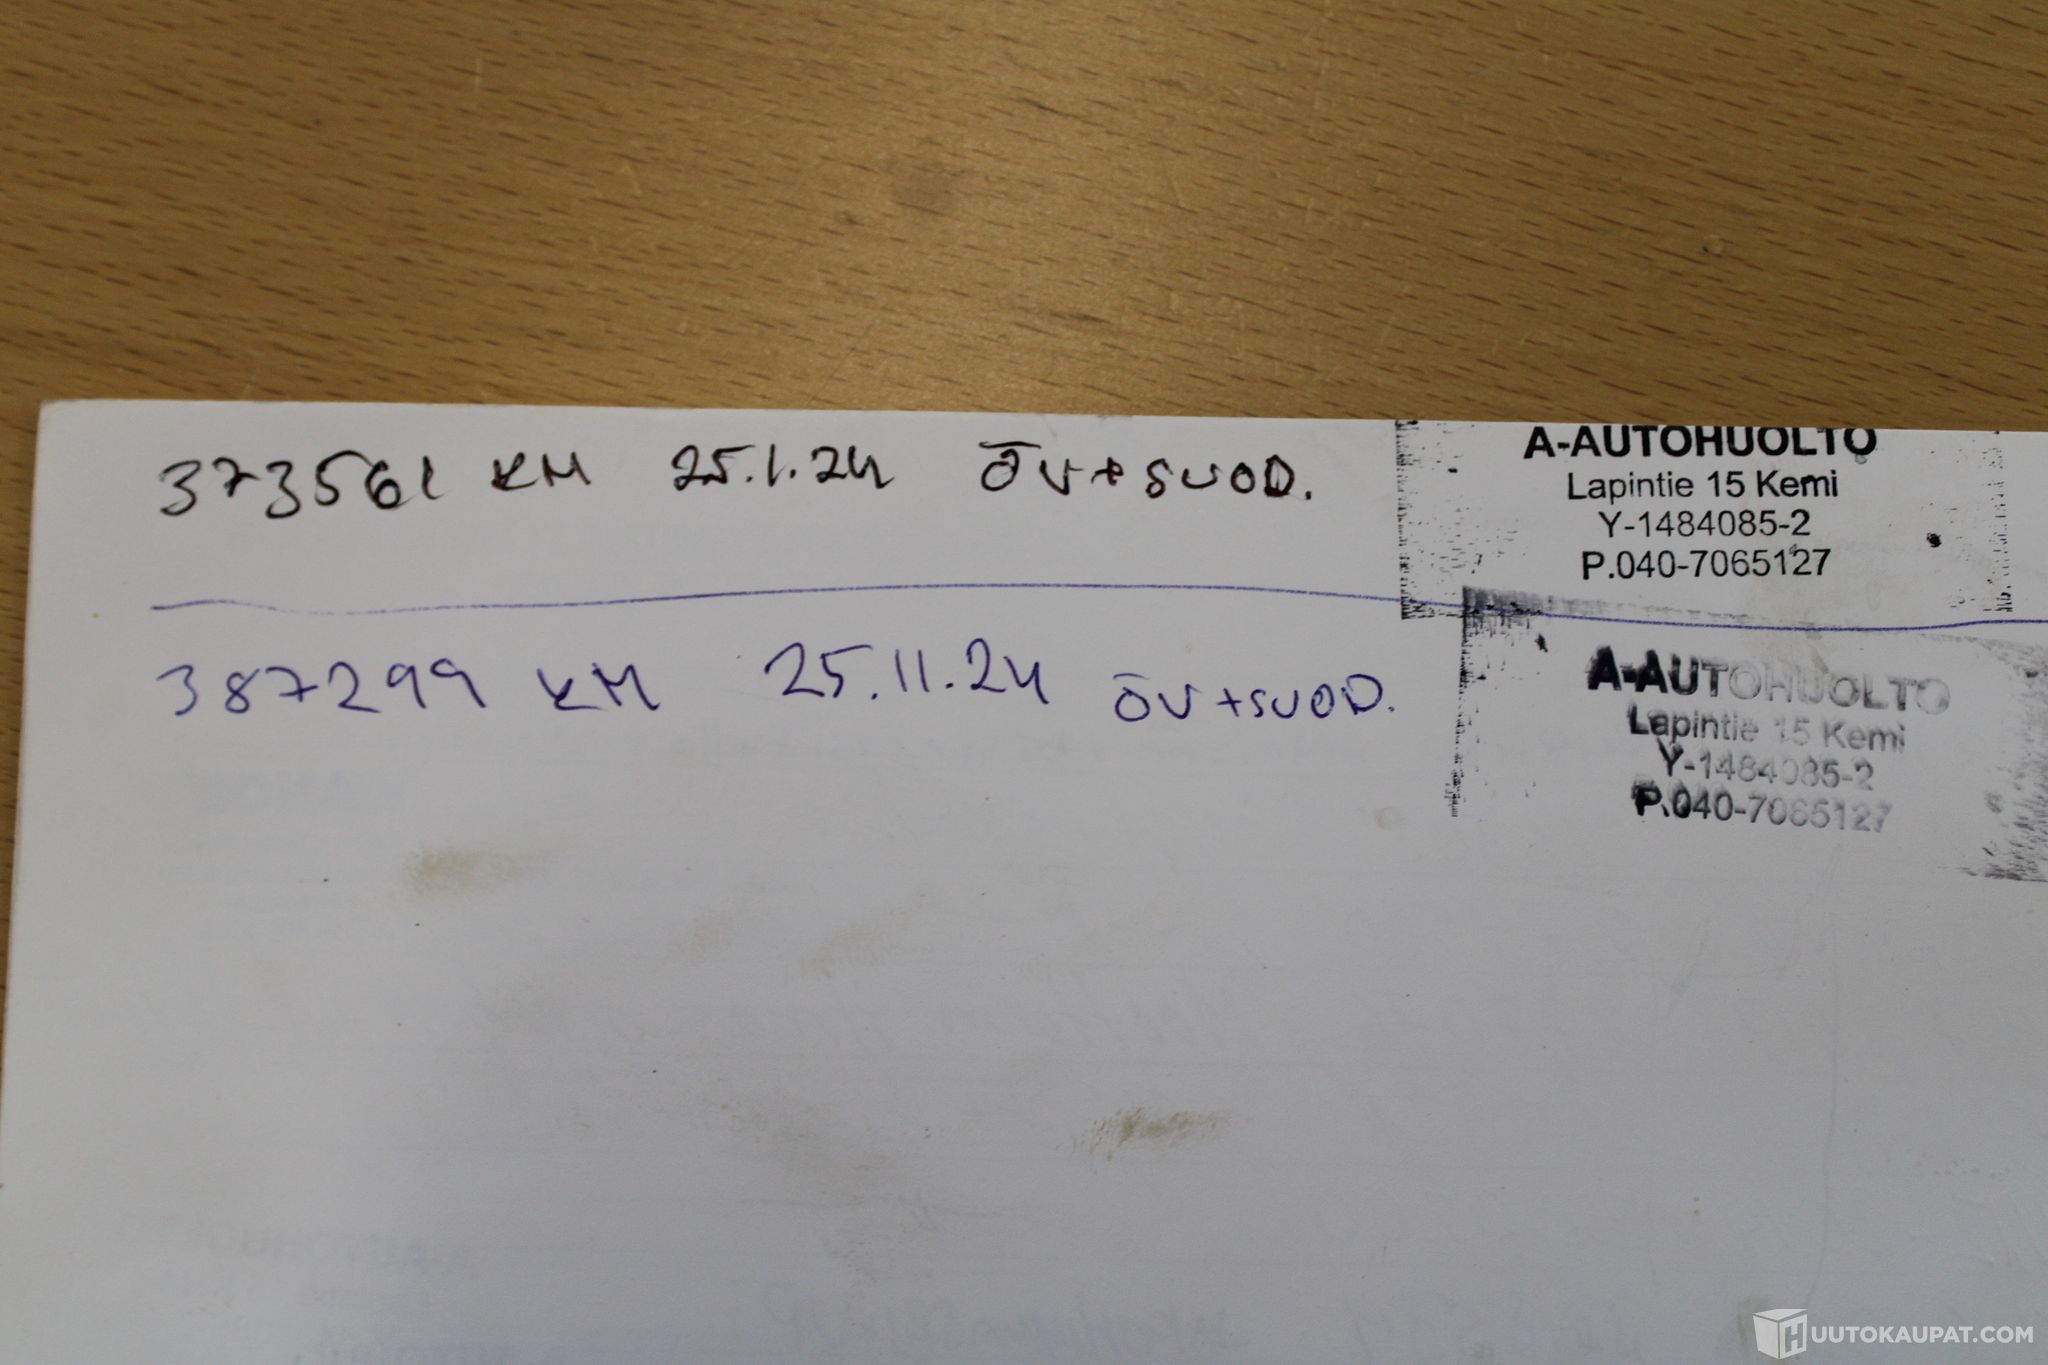 373561 KM 25.1.24 ÖV+SUOD.
A-AUTOHUOLTO
Lapintie 15 Kemi
Y-1484085-2
P.040-7065127
387299 KM 25.11.24 ÖV+SUOD.
A-AUTOHUOLTO
Lapintie 15 Kemi
Y-1484085-2
P.040-7065127
HUUTOKAUPAT.COM